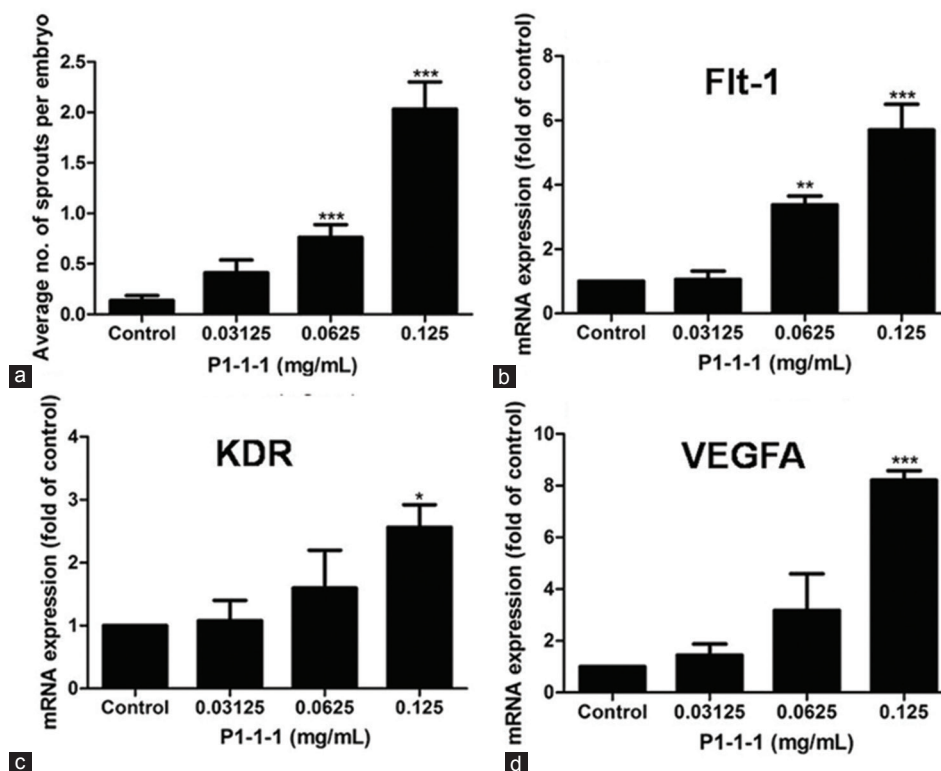 Average no. of sprouts per embryo
2.5
2.0
1.5
1.0
0.5
0.0
***
***
Control 0.03125 0.0625 0.125
P1-1-1 (mg/mL)
a
mRNA expression (fold of control)
8
6
4
2
0
Flt-1
**
***
Control 0.03125 0.0625 0.125
P1-1-1 (mg/mL)
b
mRNA expression (fold of control)
4
3
2
1
0
KDR
*
Control 0.03125 0.0625 0.125
P1-1-1 (mg/mL)
c
mRNA expression (fold of control)
10
8
6
4
2
0
VEGFA
***
Control 0.03125 0.0625 0.125
P1-1-1 (mg/mL)
d